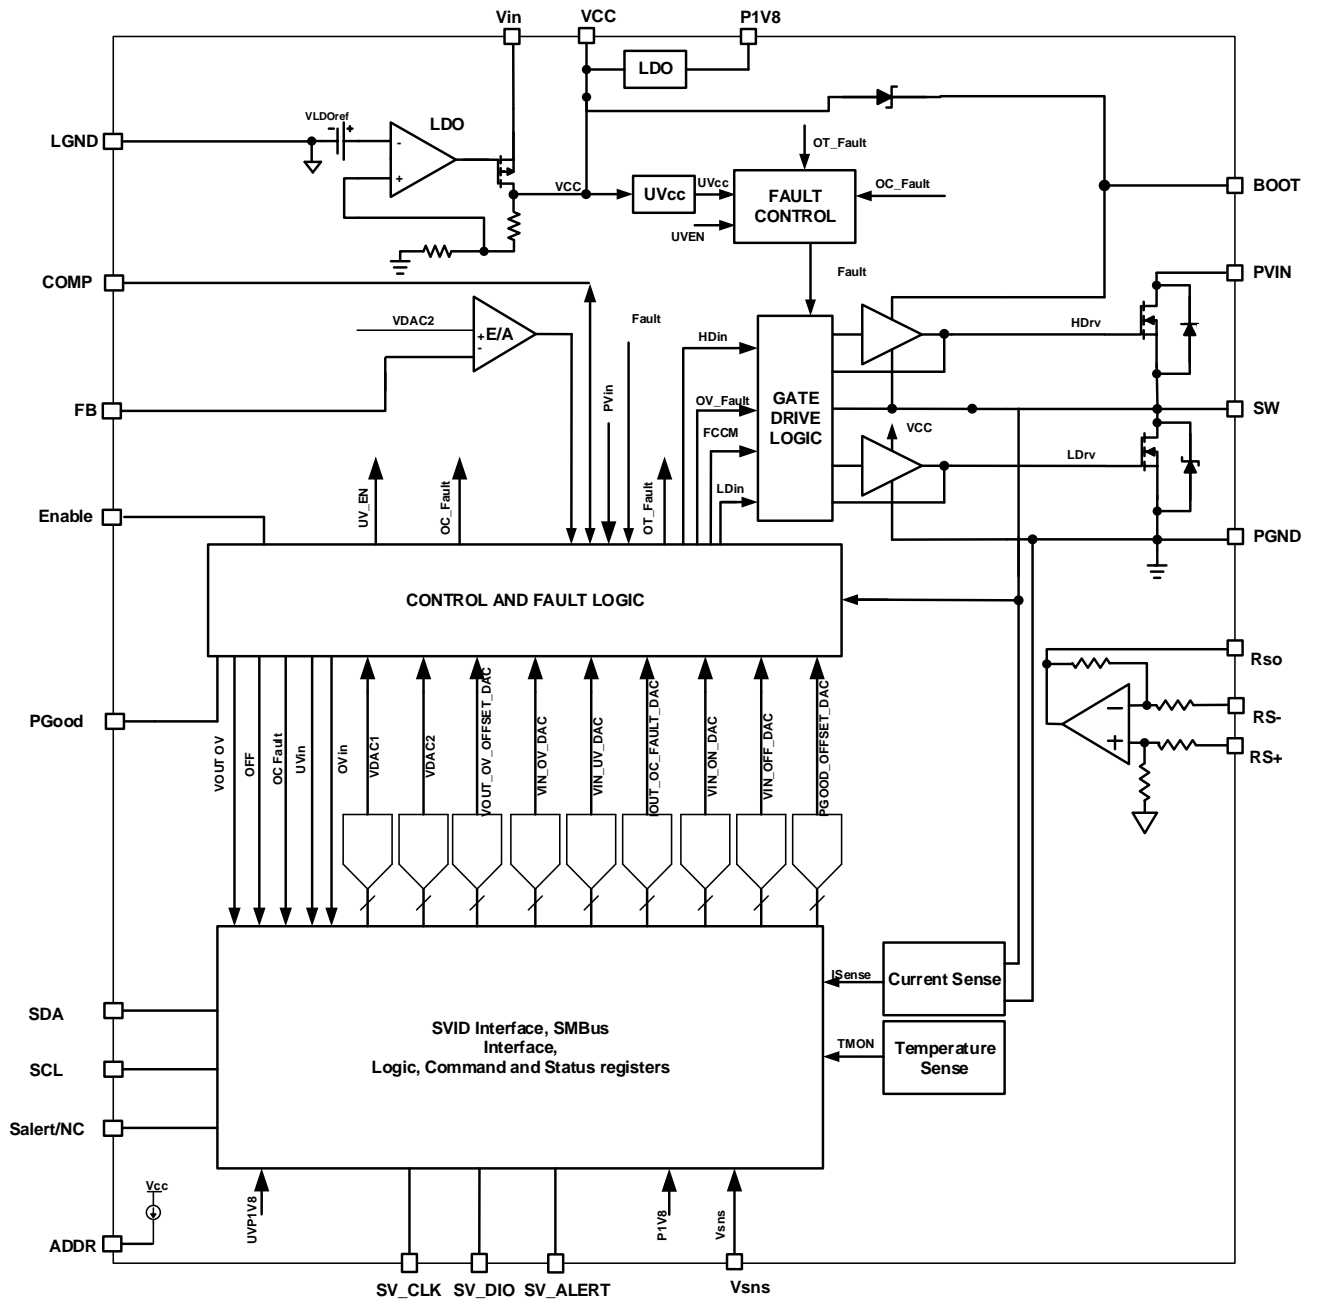 Vin
VCC
P1V8
LDO
VLDOref
LDO
LGND
-
+
OT_Fault
VCC
UVcc
UVcc
FAULT
CONTROL
OC_Fault
BOOT
UVEN
COMP
Fault
PVIN
VDAC2
+
-
E/A
Fault
HDin
HDrv
PVin
OV_Fault
GATE
DRIVE
LOGIC
FB
SW
FCCM
VCC
LDrv
LDin
UV_EN
OC_Fault
OT_Fault
Enable
PGND
CONTROL AND FAULT LOGIC
Rso
RS-
RS+
PGood
VOUT OV
OFF
OC Fault
UVin
OVin
VDAC1
VDAC2
VOUT_OV_OFFSET_DAC
VIN_OV_DAC
VIN_UV_DAC
IOUT_OC_FAULT_DAC
VIN_ON_DAC
VIN_OFF_DAC
PGOOD_OFFSET_DAC
ISense
Current Sense
SDA
SVID Interface, SMBus
Interface,
Logic, Command and Status registers
TMON
Temperature
Sense
SCL
Salert/NC
Vcc
ADDR
UVP1V8
P1V8
Vsns
SV_CLK
SV_DIO
SV_ALERT
Vsns